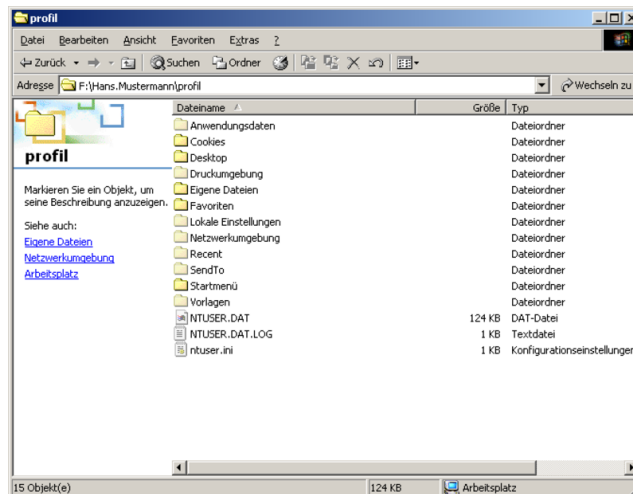 profil
Datei Bearbeiten Ansicht Favoriten Extras ?
Zurück Suchen Ordner
Adresse F:\Hans.Mustermann\profil Wechseln zu
Dateiname Größe Typ
profil
Markieren Sie ein Objekt, um
seine Beschreibung anzuzeigen.
Siehe auch:
Eigene Dateien
Netzwerkumgebung
Arbeitsplatz
Anwendungsdaten Dateiordner
Cookies Dateiordner
Desktop Dateiordner
Druckumgebung Dateiordner
Eigene Dateien Dateiordner
Favoriten Dateiordner
Lokale Einstellungen Dateiordner
Netzwerkumgebung Dateiordner
Recent Dateiordner
SendTo Dateiordner
Startmenü Dateiordner
Vorlagen Dateiordner
NTUSER.DAT 124 KB DAT-Datei
NTUSER.DAT.LOG 1 KB Textdatei
ntuser.ini 1 KB Konfigurationseinstellungen
15 Objekt(e) 124 KB Arbeitsplatz